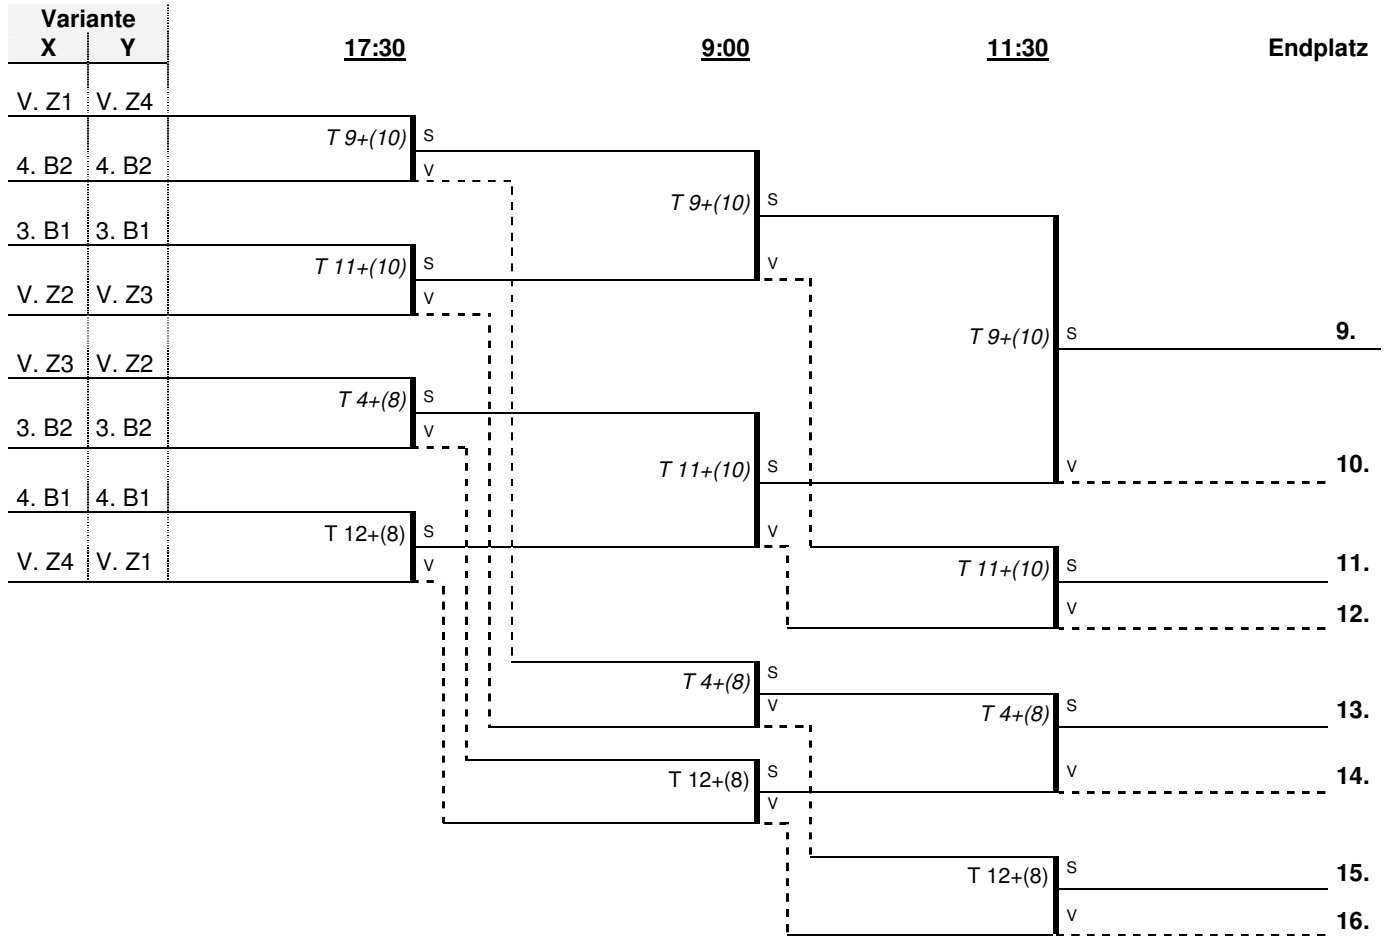 Variante
X Y 17:30 9:00 11:30 Endplatz
V. Z1 V. Z4
T 9+(10) S
4. B2 4. B2 V
T 9+(10) S
3. B1 3. B1
T 11+(10) S V
V. Z2 V. Z3 V
T 9+(10) S 9.
V. Z3 V. Z2
T 4+(8) S
3. B2 3. B2 V
T 11+(10) S V 10.
4. B1 4. B1
T 12+(8) S V
V. Z4 V. Z1 V T 11+(10) S 11.
V 12.
T 4+(8) S
V T 4+(8) S 13.
T 12+(8) S V 14.
V
T 12+(8) S 15.
V 16.